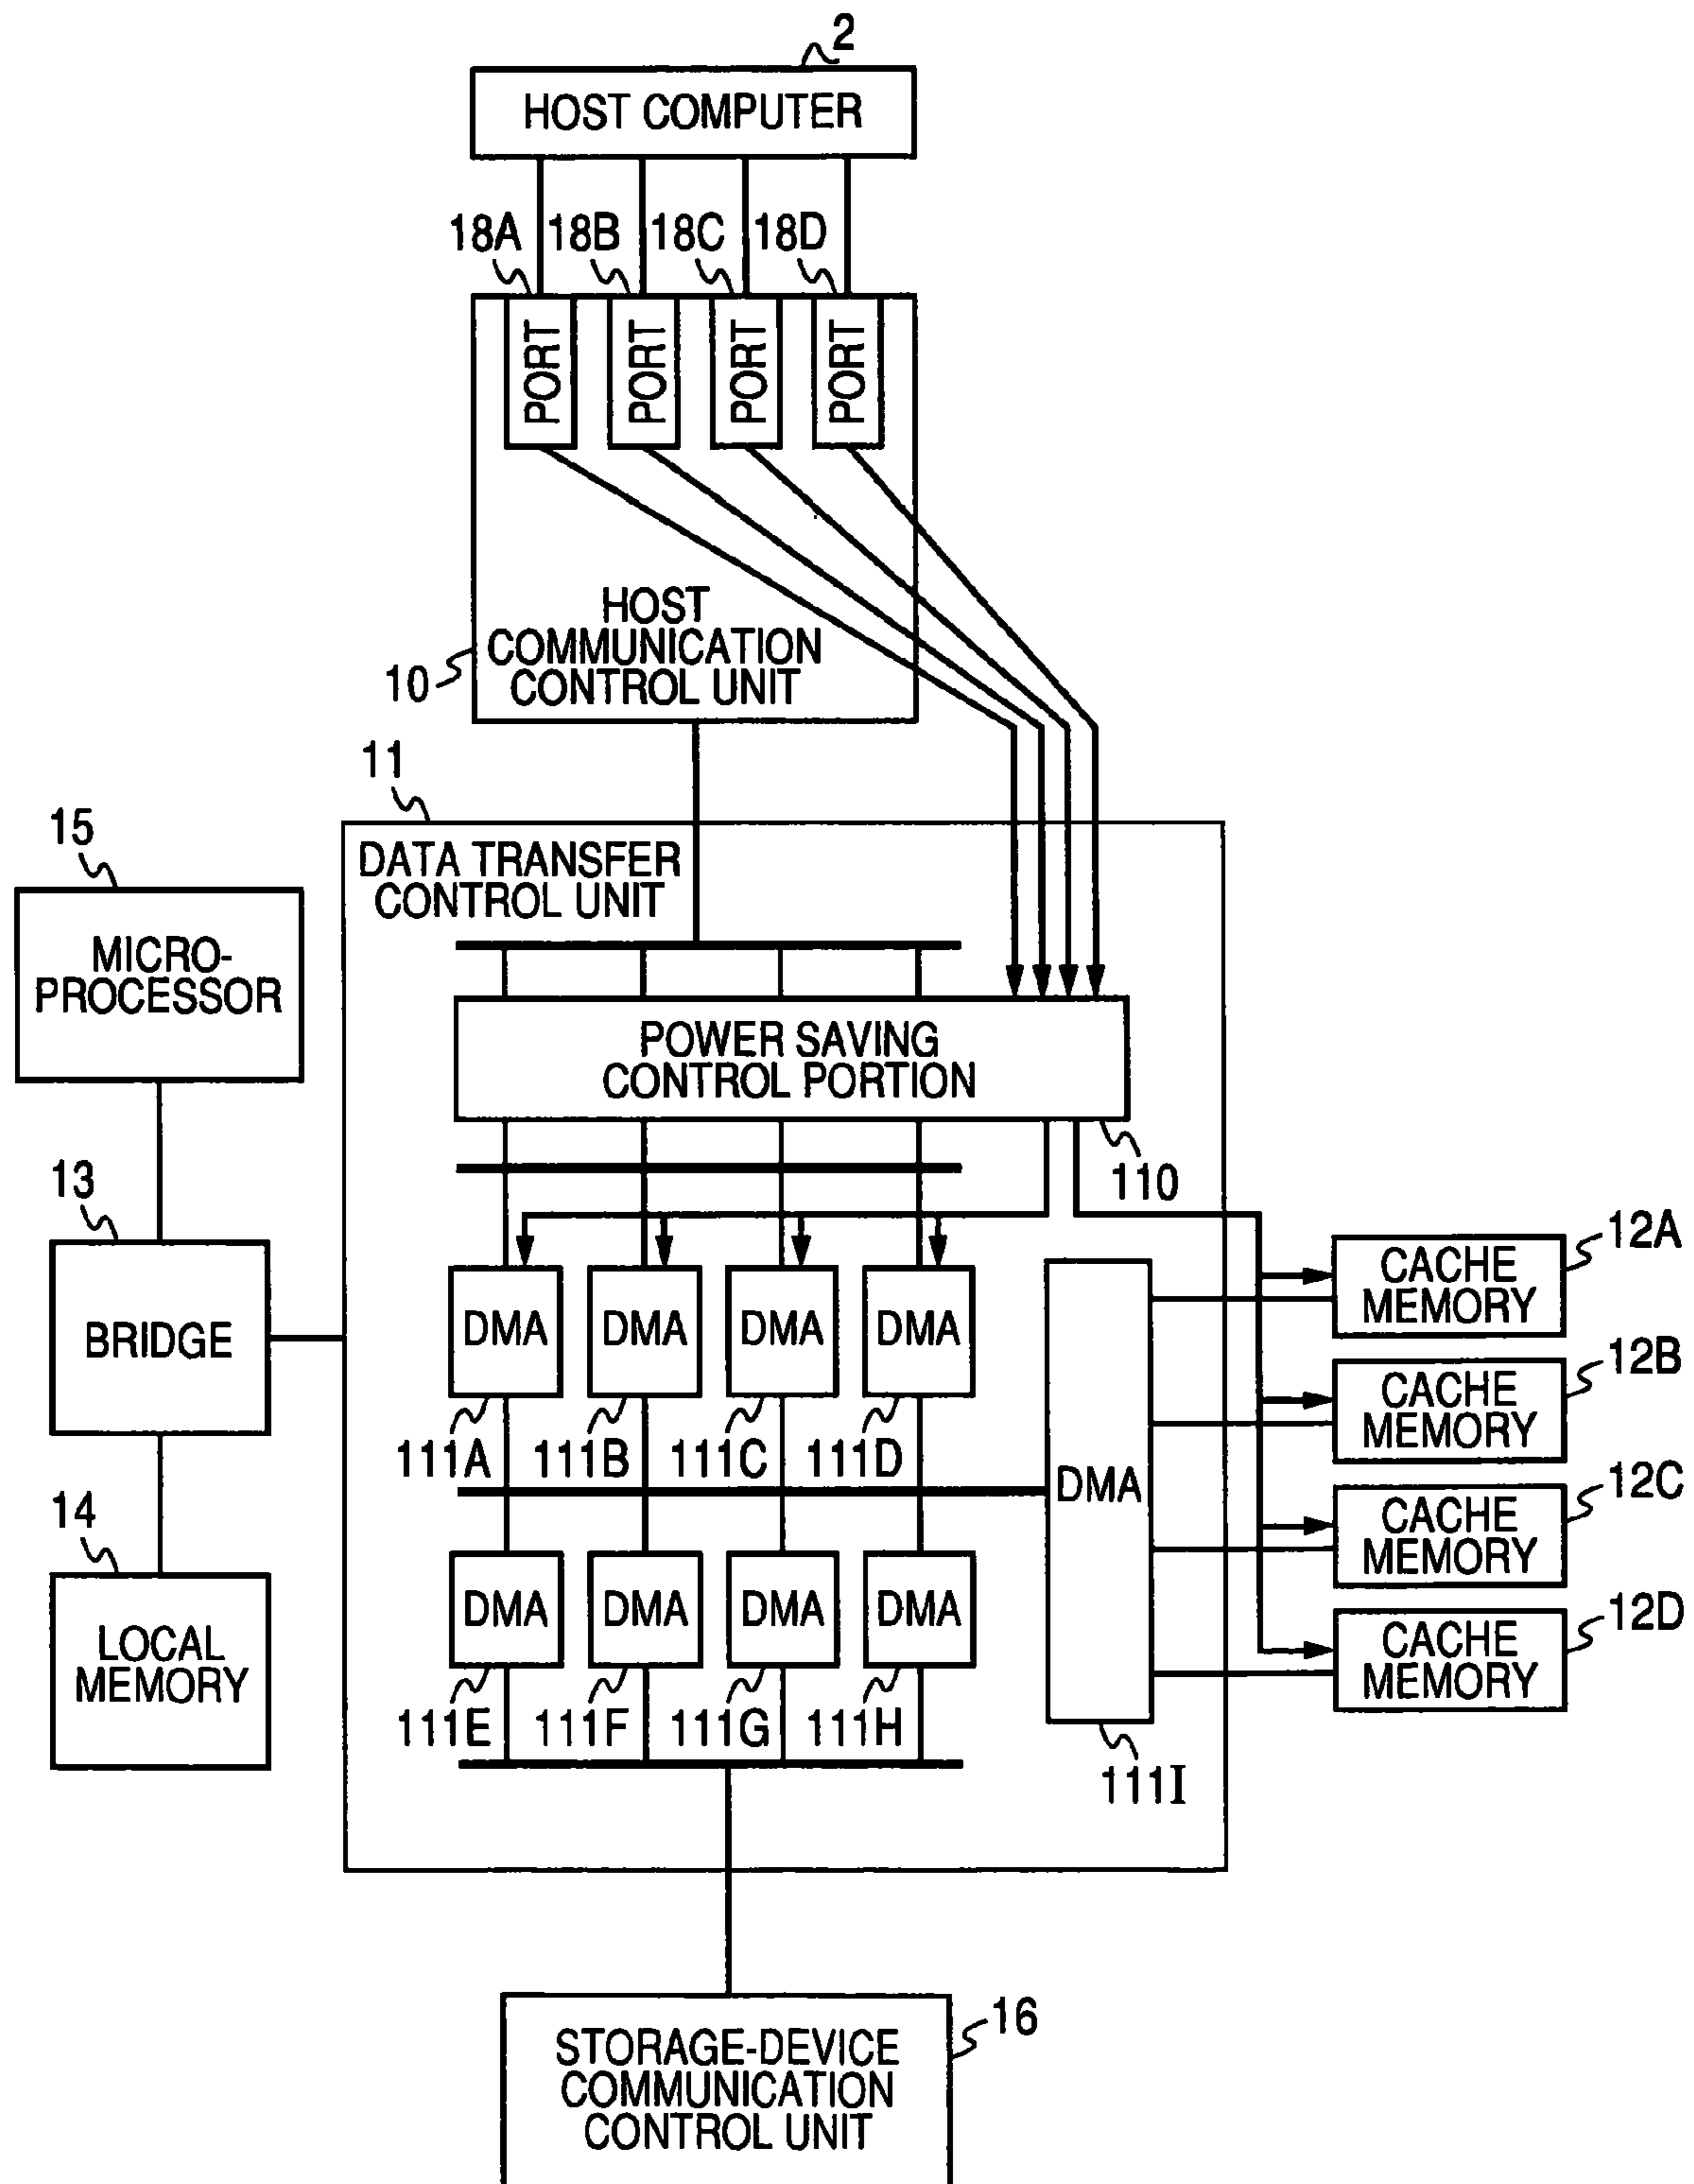 2
HOST COMPUTER
18A 18B 18C 18D
PORT PORT PORT PORT
HOST
COMMUNICATION
CONTROL UNIT
10
11
DATA TRANSFER
CONTROL UNIT
15
MICRO-
PROCESSOR
POWER SAVING
CONTROL PORTION
110
13
BRIDGE
12A
CACHE
MEMORY
DMA DMA DMA DMA
12B
CACHE
MEMORY
111A 111B 111C 111D
DMA
12C
CACHE
MEMORY
14
LOCAL
MEMORY
DMA DMA DMA DMA
12D
CACHE
MEMORY
111E 111F 111G 111H
111I
16
STORAGE-DEVICE
COMMUNICATION
CONTROL UNIT